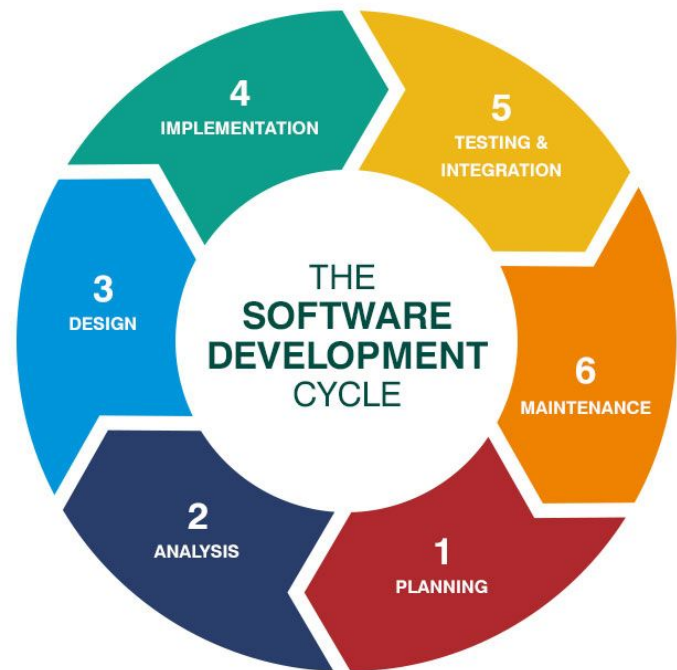 THE
SOFTWARE
DEVELOPMENT
CYCLE
1
PLANNING
2
ANALYSIS
3
DESIGN
4
IMPLEMENTATION
5
TESTING &
INTEGRATION
6
MAINTENANCE